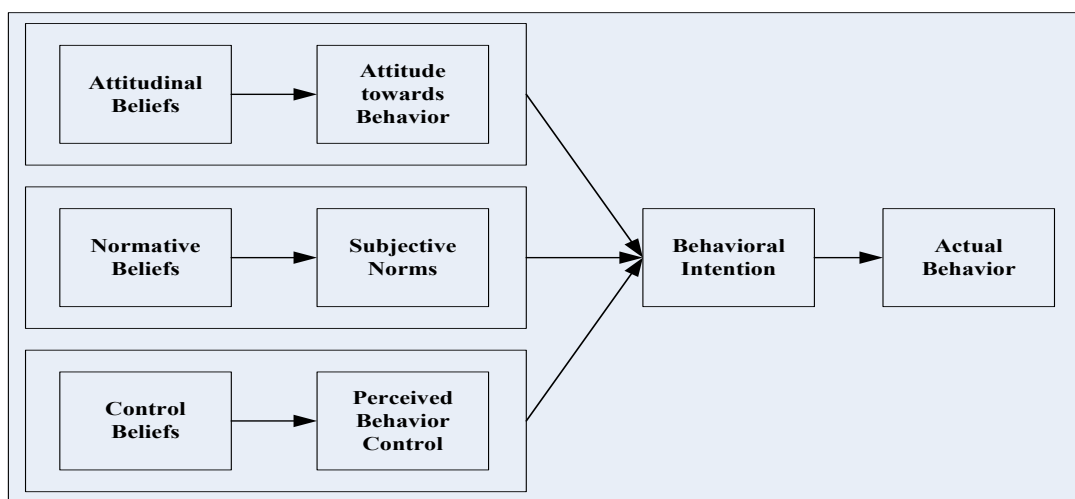 Attitudinal
Beliefs
Attitude
towards
Behavior
Normative
Beliefs
Subjective
Norms
Behavioral
Intention
Actual
Behavior
Control
Beliefs
Perceived
Behavior
Control